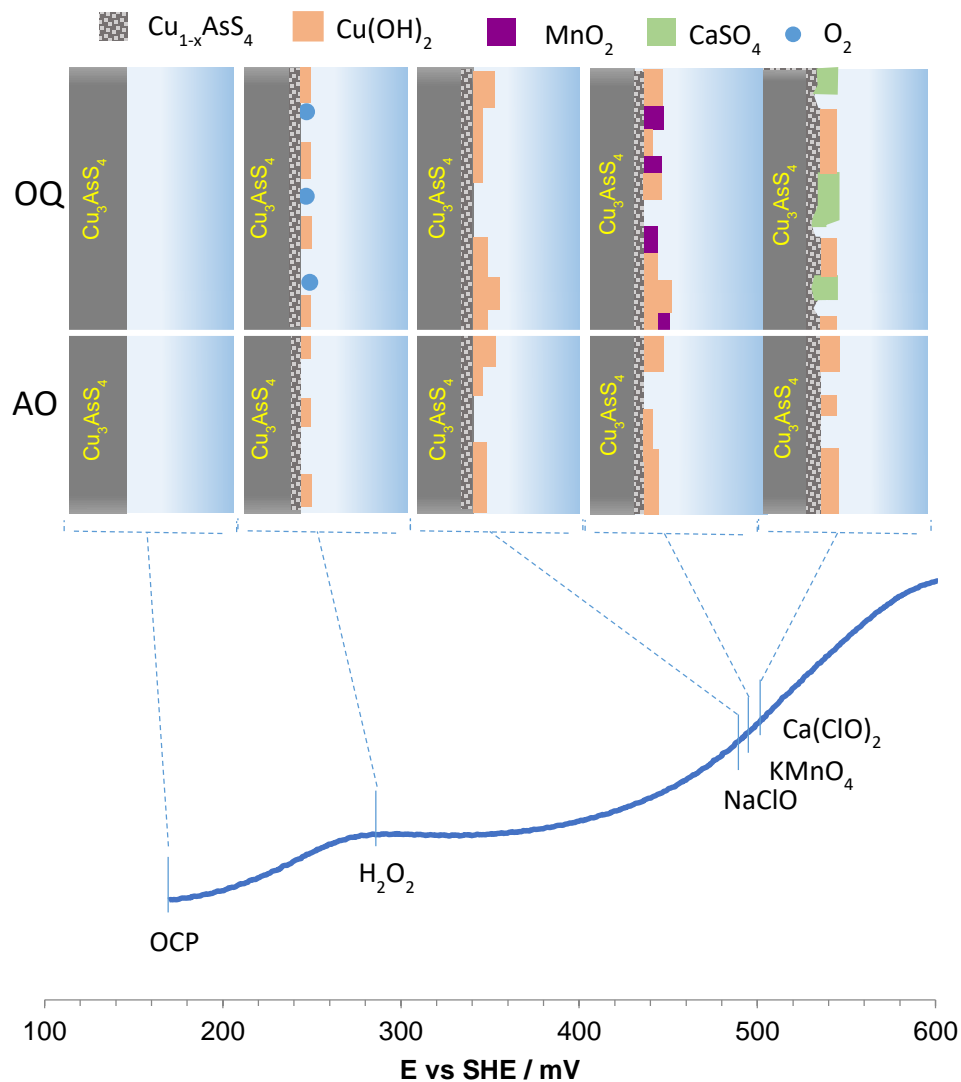 Cu1-xAsS4 Cu(OH)2 MnO2 CaSO4 O2
OQ
Cu3AsS4 Cu3AsS4 Cu3AsS4 Cu3AsS4 Cu3AsS4
AO
Cu3AsS4 Cu3AsS4 Cu3AsS4 Cu3AsS4 Cu3AsS4
Ca(ClO)2
KMnO4
NaClO
H2O2
OCP
100 200 300 400 500 600
E vs SHE / mV